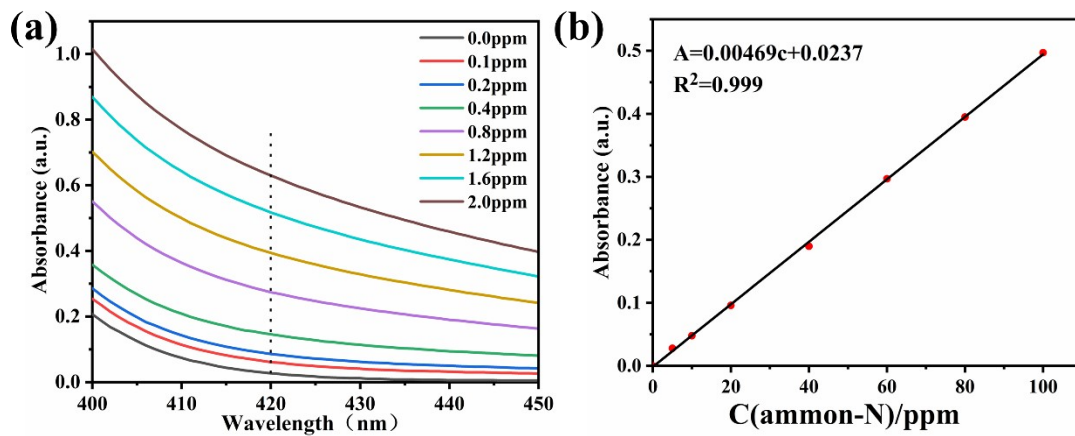 (a)
1.0
0.8
0.6
0.4
0.2
0.0
400
410
420
430
440
450
Absorbance (a.u.)
Wavelength（nm）
0.0ppm
0.1ppm
0.2ppm
0.4ppm
0.8ppm
1.2ppm
1.6ppm
2.0ppm
(b)
A=0.00469c+0.0237
R²=0.999
0.5
0.4
0.3
0.2
0.1
0.0
0
20
40
60
80
100
Absorbance (a.u.)
C(ammon-N)/ppm